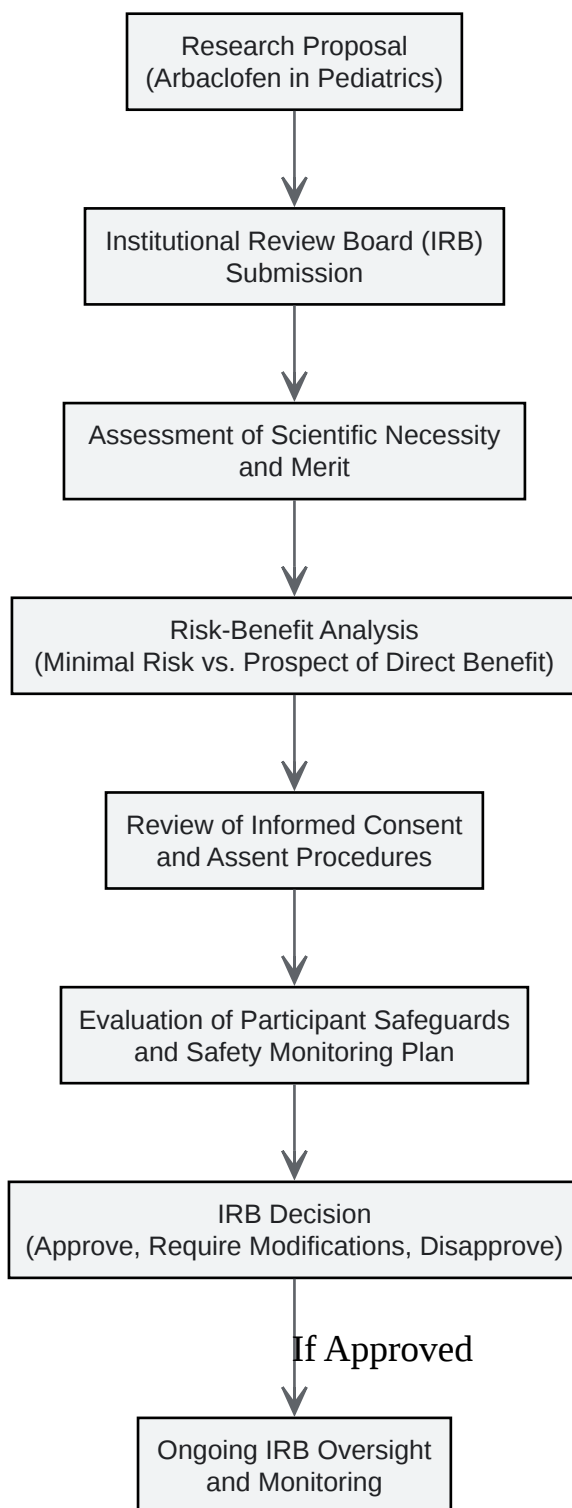 Research Proposal
(Arbaclofen in Pediatrics)
Institutional Review Board (IRB)
Submission
Assessment of Scientific Necessity
and Merit
Risk-Benefit Analysis
(Minimal Risk vs. Prospect of Direct Benefit)
Review of Informed Consent
and Assent Procedures
Evaluation of Participant Safeguards
and Safety Monitoring Plan
IRB Decision
(Approve, Require Modifications, Disapprove)
If Approved
Ongoing IRB Oversight
and Monitoring